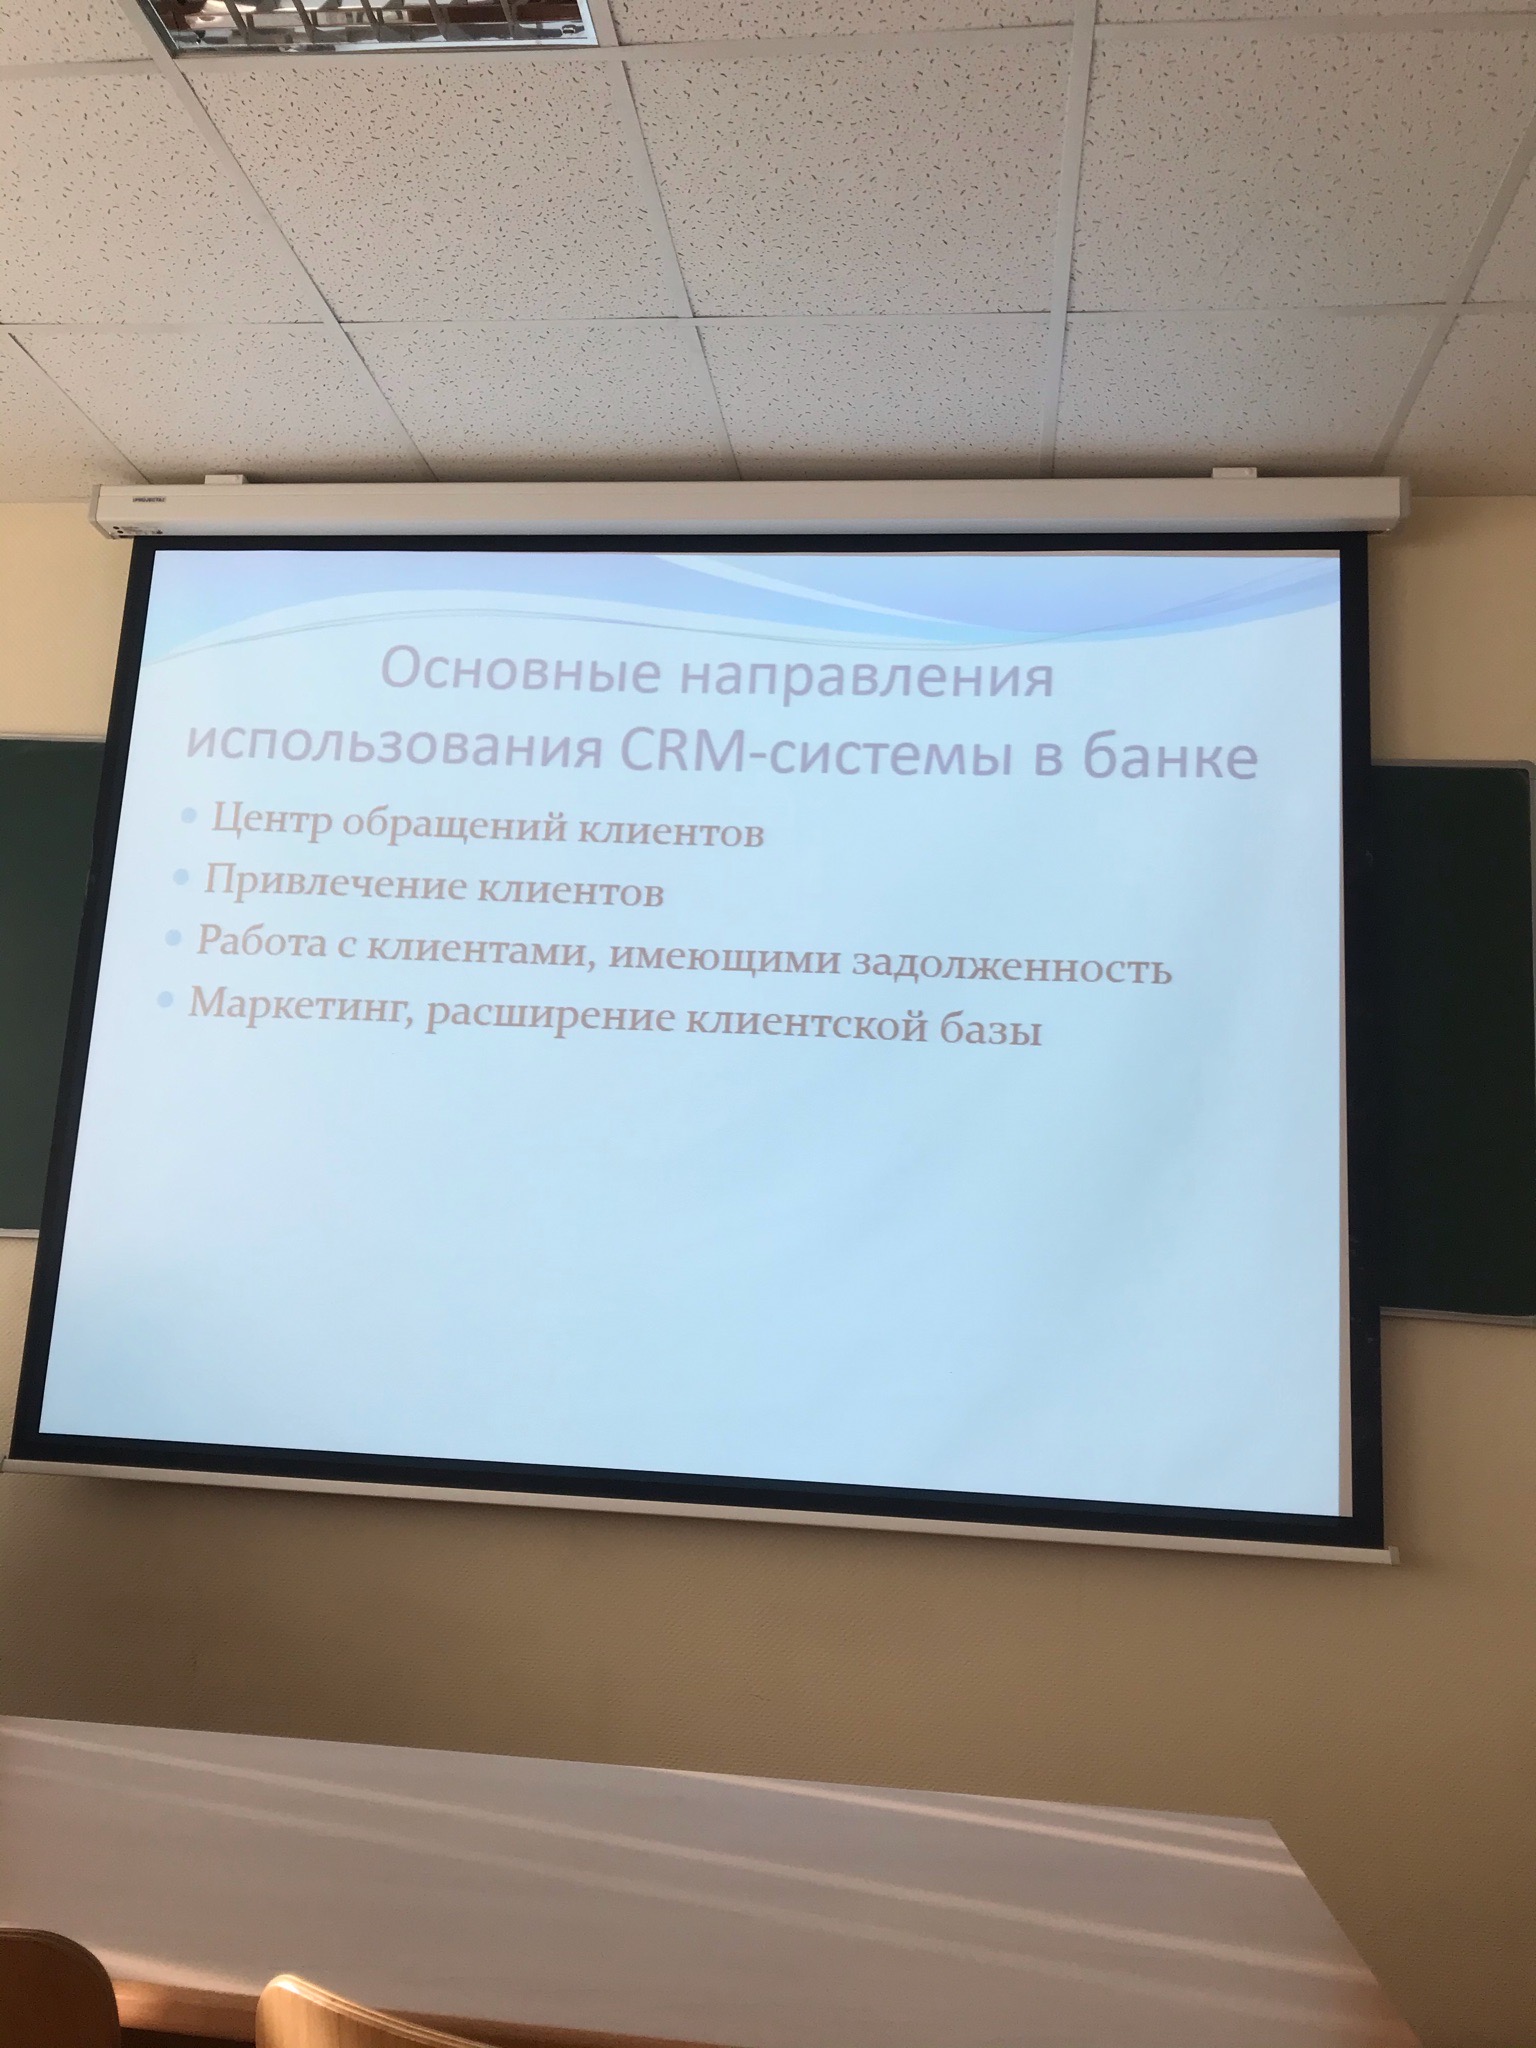 PROJECTA
Основные направления
использования CRM-системы в банке
• Центр обращений клиентов
• Привлечение клиентов
• Работа с клиентами, имеющими задолженность
• Маркетинг, расширение клиентской базы